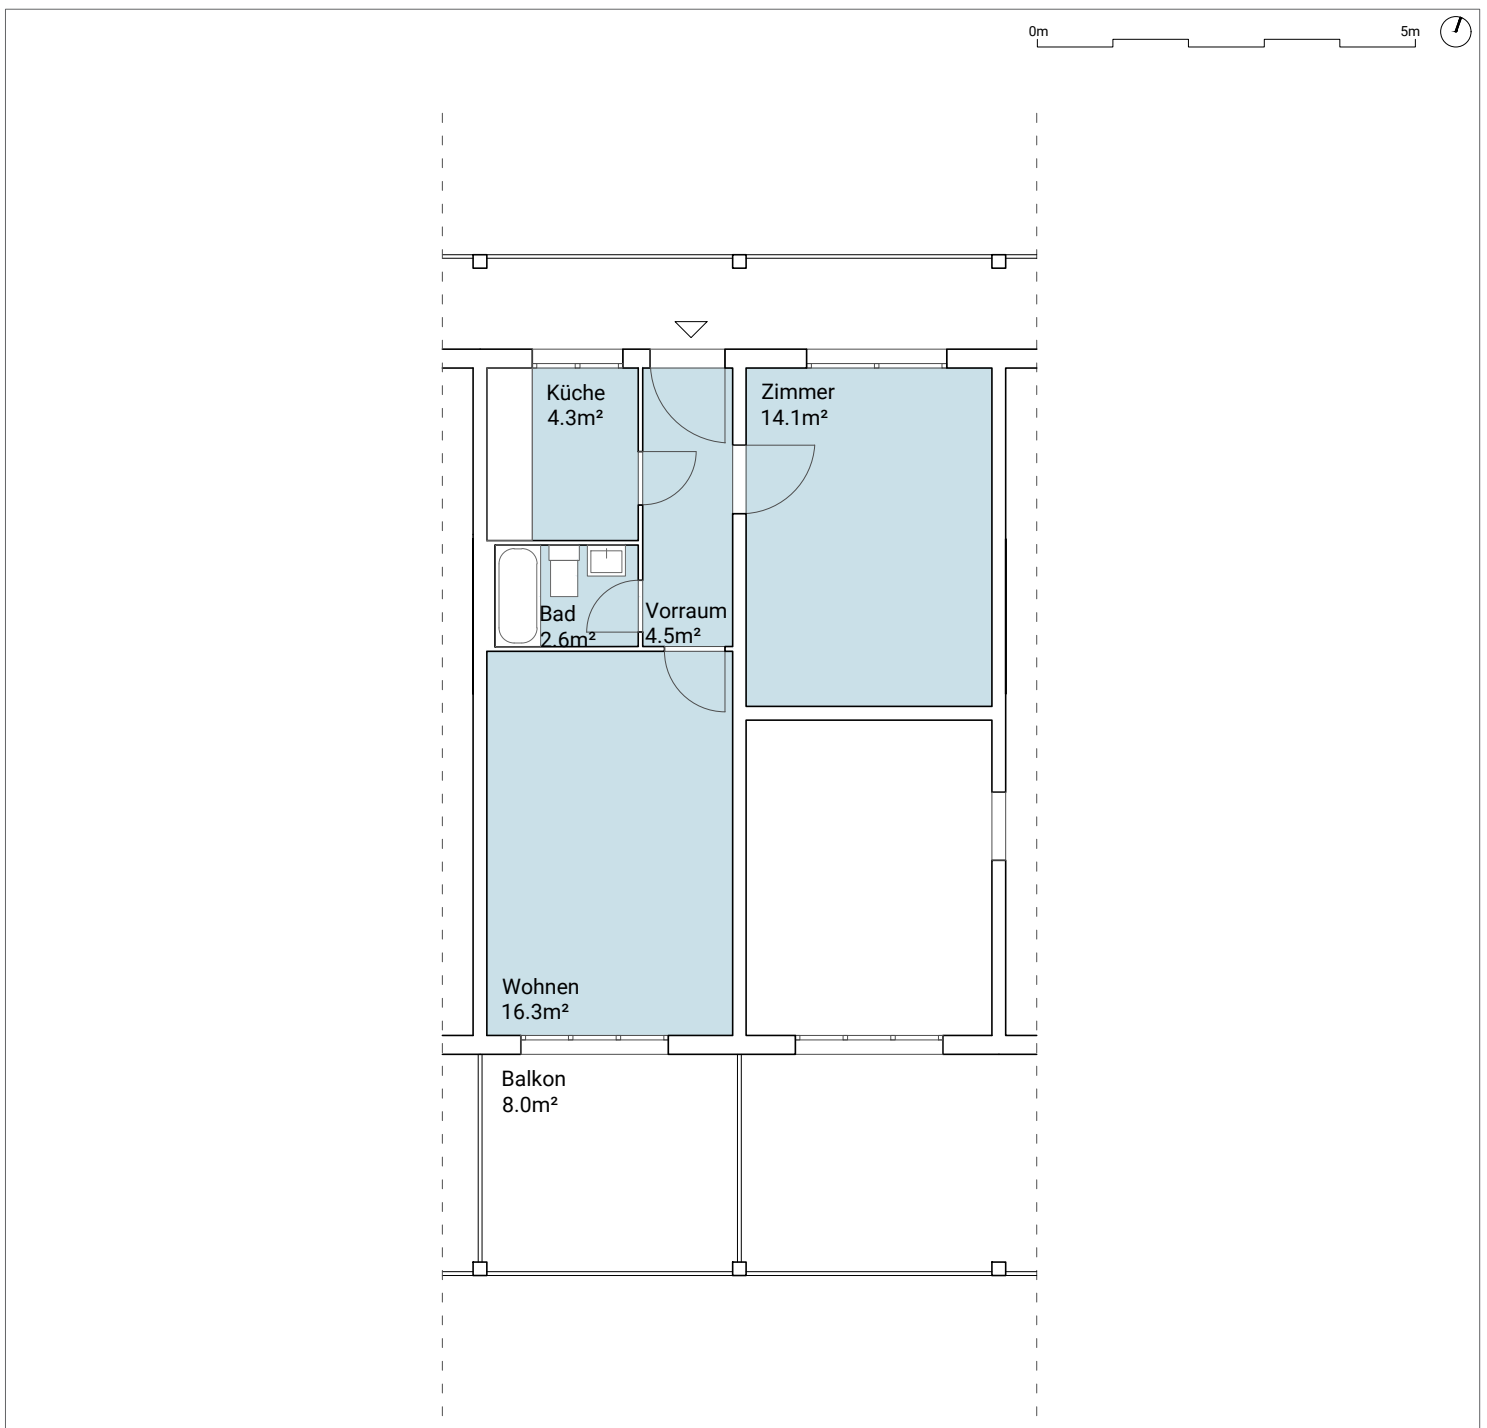 0m
5m
Küche
4.3m²
Zimmer
14.1m²
Bad
2.6m²
Vorraum
4.5m²
Wohnen
16.3m²
Balkon
8.0m²